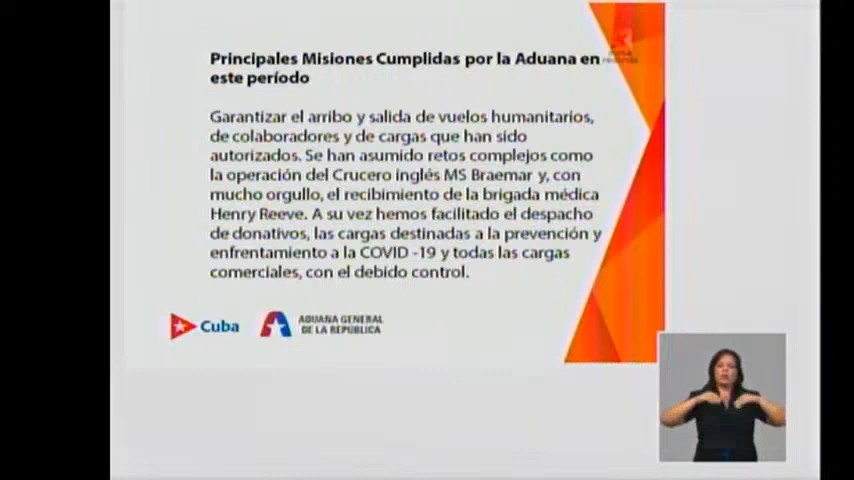 Principales Misiones Cumplidas por la Aduana en
este período
Garantizar el arribo y salida de vuelos humanitarios,
de colaboradores y de cargas que han sido
autorizados. Se han asumido retos complejos como
la operación del Crucero inglés MS Braemar y, con
mucho orgullo, el recibimiento de la brigada médica
Henry Reeve. A su vez hemos facilitado el despacho
de donativos, las cargas destinadas a la prevención y
enfrentamiento a la COVID -19 y todas las cargas
comerciales, con el debido control.
Cuba
ADUANA GENERAL
DE LA REPÚBLICA